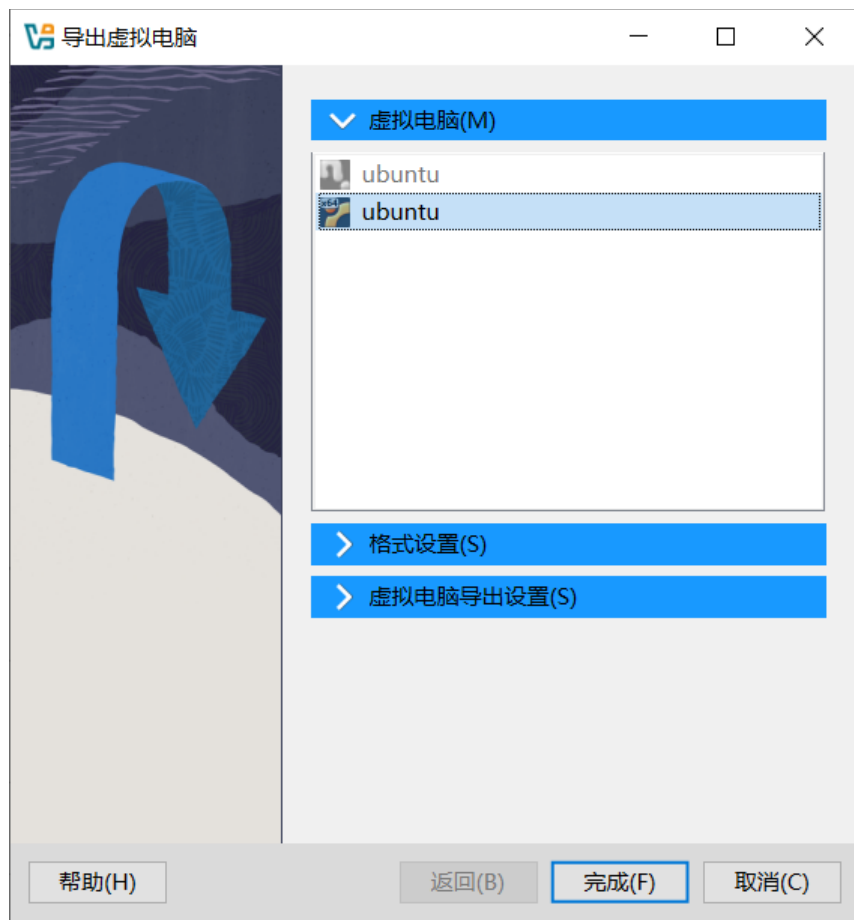 导出虚拟电脑
虚拟电脑(M)
ubuntu
x64
ubuntu
格式设置(S)
虚拟电脑导出设置(S)
帮助(H)
返回(B)
完成(F)
取消(C)